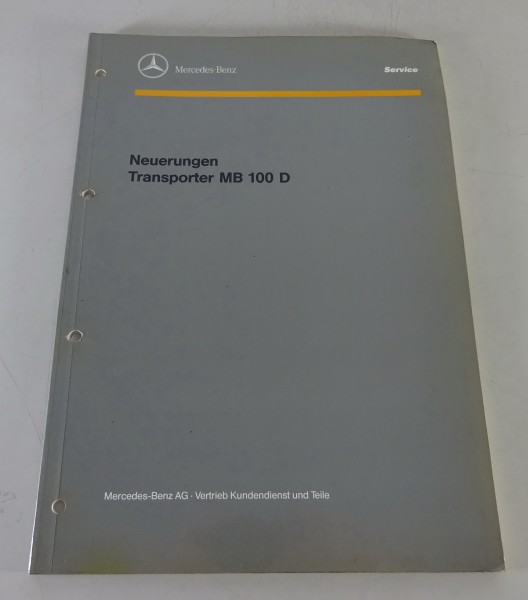 Mercedes-Benz
Service
Neuerungen
Transporter MB 100 D
Mercedes-Benz AG · Vertrieb Kundendienst und Teile